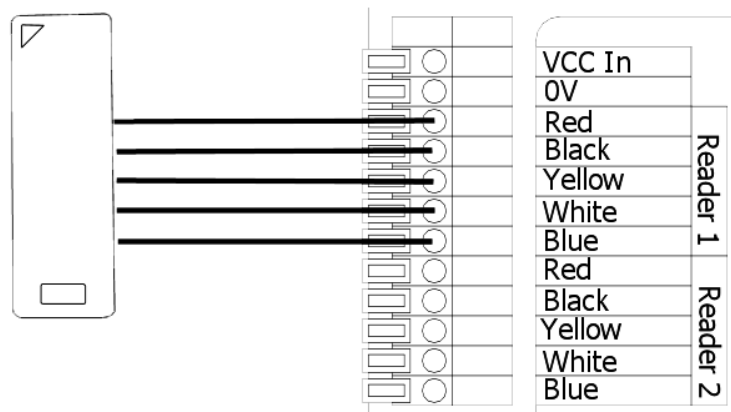 VCC In
0V
Red
Black
Yellow
White
Blue
Reader 1
Red
Black
Yellow
White
Blue
Reader 2